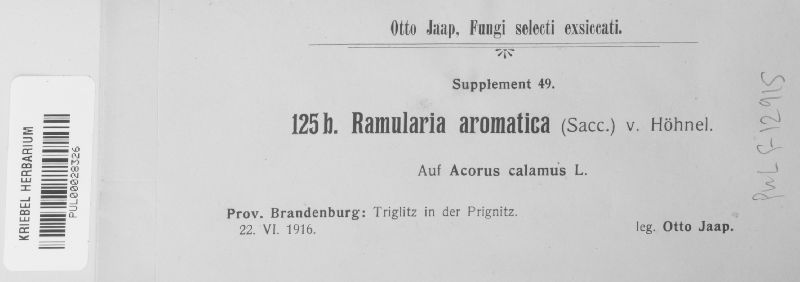 Otto Jaap, Fungi selecti exsiccati.
Supplement 49.
125 b. Ramularia aromatica (Sacc.) v. Höhnel.
Auf Acorus calamus L.
Prov. Brandenburg: Triglitz in der Prignitz.
22. VI. 1916.
leg. Otto Jaap.
KRIEBEL HERBARIUM
PUL00028326
PUL F-12915